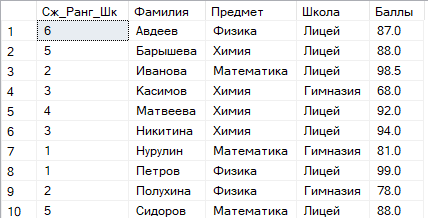 Сж_Ранг_Шк Фамилия Предмет Школа Баллы
1 6 Авдеев Физика Лицей 87.0
2 5 Барышева Химия Лицей 88.0
3 2 Иванова Математика Лицей 98.5
4 3 Касимов Химия Гимназия 68.0
5 4 Матвеева Химия Лицей 92.0
6 3 Никитина Химия Лицей 94.0
7 1 Нурулин Математика Гимназия 81.0
8 1 Петров Физика Лицей 99.0
9 2 Полухина Физика Гимназия 78.0
10 5 Сидоров Математика Лицей 88.0